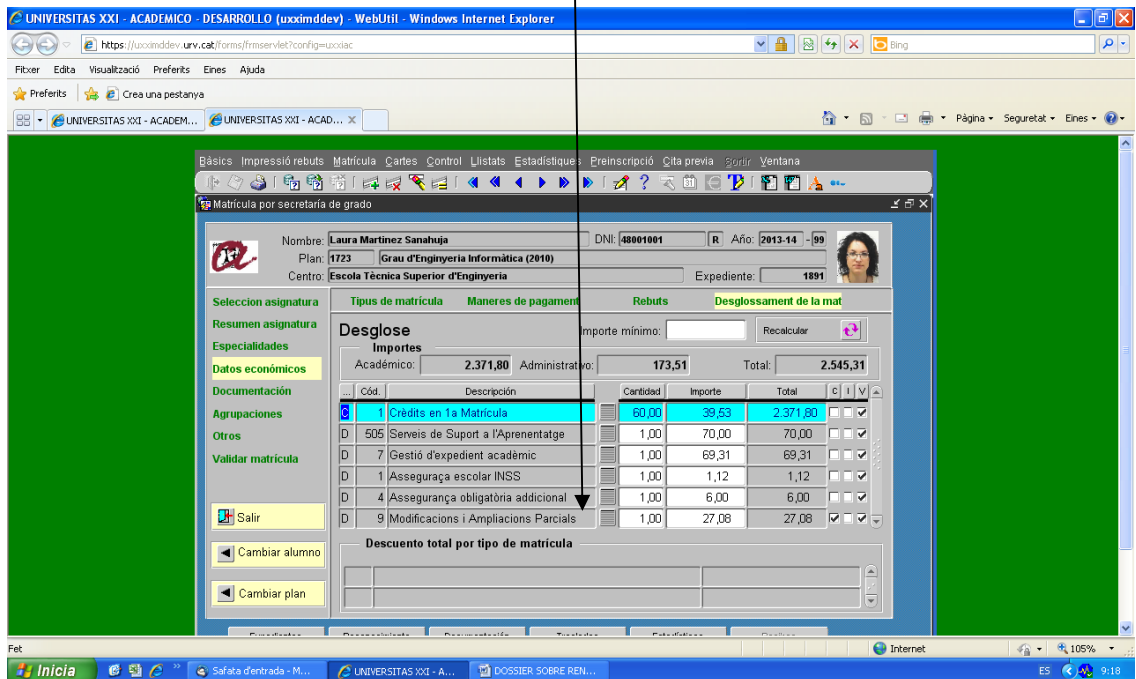 UNIVERSITAS XXI - ACADEMICO - DESARROLLO (uxximddev) - WebUtil - Windows Internet Explorer
https://uxximddev.urv.cat/forms/frmservlet?config=uxxiac
Bing
Fitxer Edita Visualització Preferits Eines Ajuda
Preferits Crea una pestanya
UNIVERSITAS XXI - ACADEM... UNIVERSITAS XXI - ACAD... Pàgina Seguretat Eines
Bàsics Impressió rebuts Matrícula Cartes Control Llistats Estadístiques Preinscripció Cita previa Sortir Ventana
Matrícula por secretaría de grado
Nombre: Laura Martinez Sanahuja DNI: 48001001 R Año: 2013-14 - 99
Plan: 1723 Grau d'Enginyeria Informàtica (2010)
Centro: Escola Tècnica Superior d'Enginyeria Expediente: 1891
Seleccion asignatura Tipus de matrícula Maneres de pagament Rebuts Desglossament de la mat
Resumen asignatura
Especialidades
Datos económicos
Documentación
Agrupaciones
Otros
Validar matrícula
Salir
Cambiar alumno
Cambiar plan
Desglose Importe mínimo: Recalcular
Importes
Académico: 2.371,80 Administrativo: 173,51 Total: 2.545,31
... Cód. Descripción Cantidad Importe Total C I V
C 1 Crèdits en 1a Matrícula 60,00 39,53 2.371,80
D 505 Serveis de Suport a l'Aprenentatge 1,00 70,00 70,00
D 7 Gestió d'expedient acadèmic 1,00 69,31 69,31
D 1 Asseguraça escolar INSS 1,00 1,12 1,12
D 4 Assegurança obligatòria addicional 1,00 6,00 6,00
D 9 Modificacions i Ampliacions Parcials 1,00 27,08 27,08
Descuento total por tipo de matrícula
Fet Internet 105%
Inicia Safata d'entrada - M... UNIVERSITAS XXI - A... DOSSIER SOBRE REN... ES 9:18